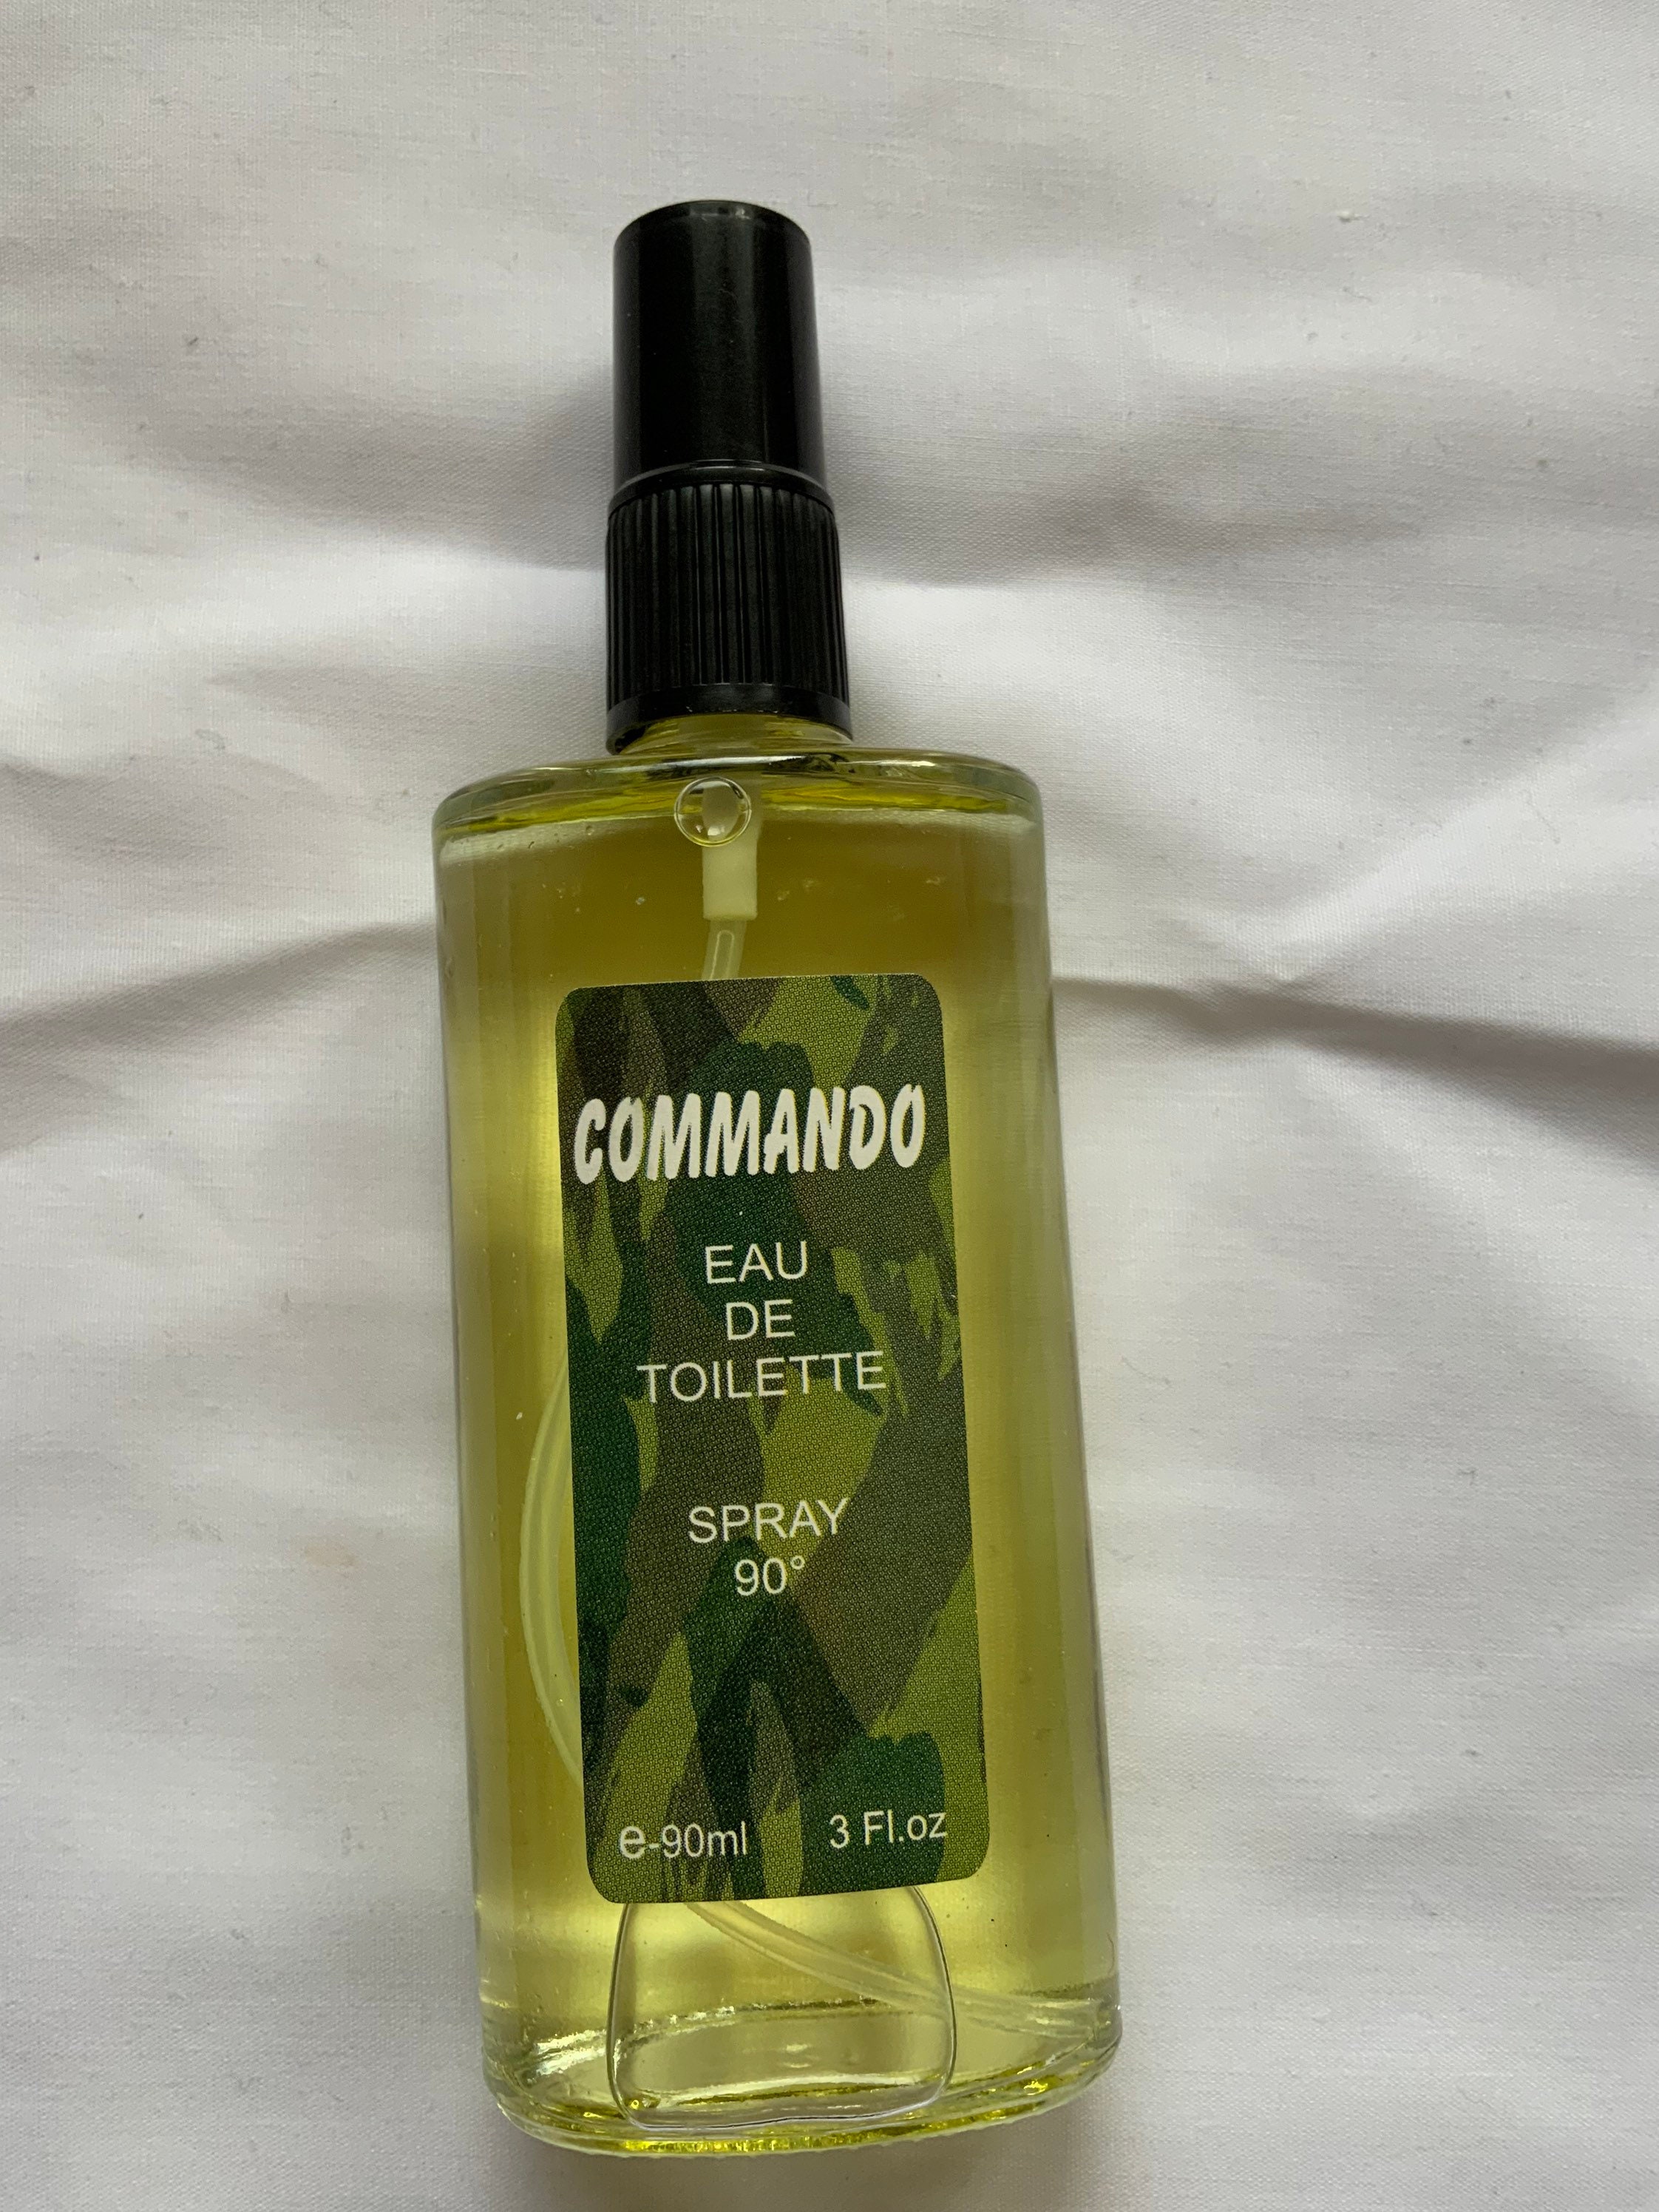 COMMANDO
EAU
DE
TOILETTE
SPRAY
90°
e-90ml 3 Fl.oz